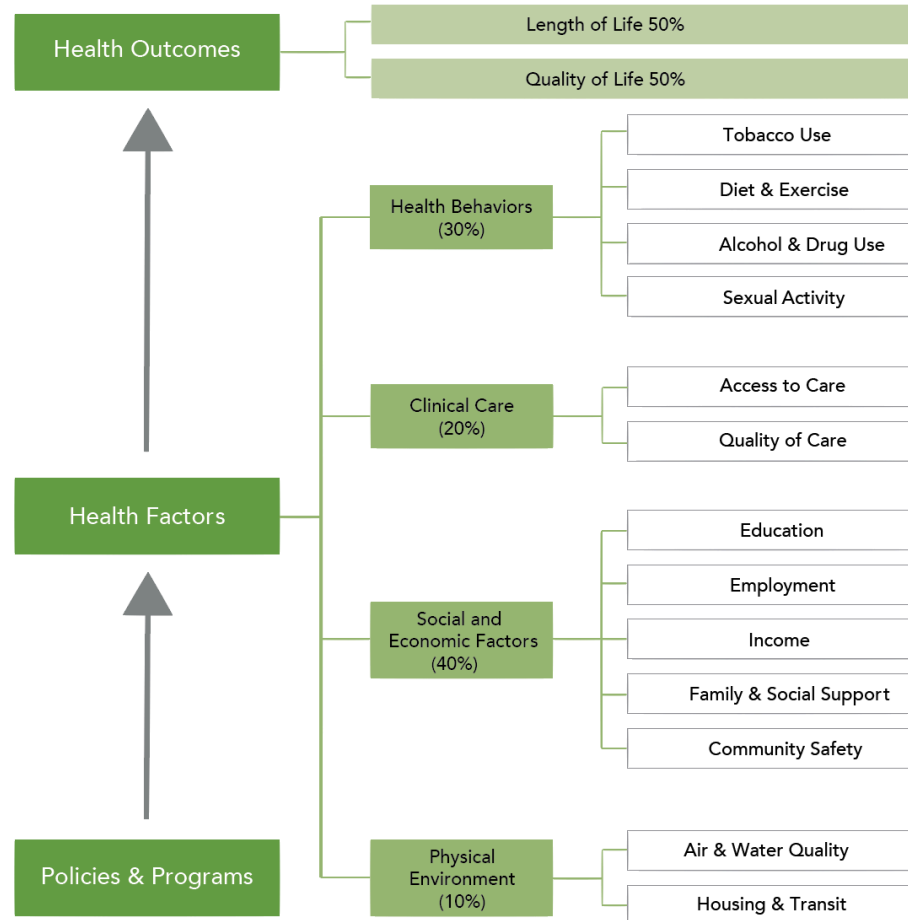 Health Outcomes
Length of Life 50%
Quality of Life 50%
Tobacco Use
Diet & Exercise
Health Behaviors
(30%)
Alcohol & Drug Use
Sexual Activity
Access to Care
Clinical Care
(20%)
Quality of Care
Health Factors
Education
Employment
Social and
Economic Factors
(40%)
Income
Family & Social Support
Community Safety
Policies & Programs
Physical
Environment
(10%)
Air & Water Quality
Housing & Transit